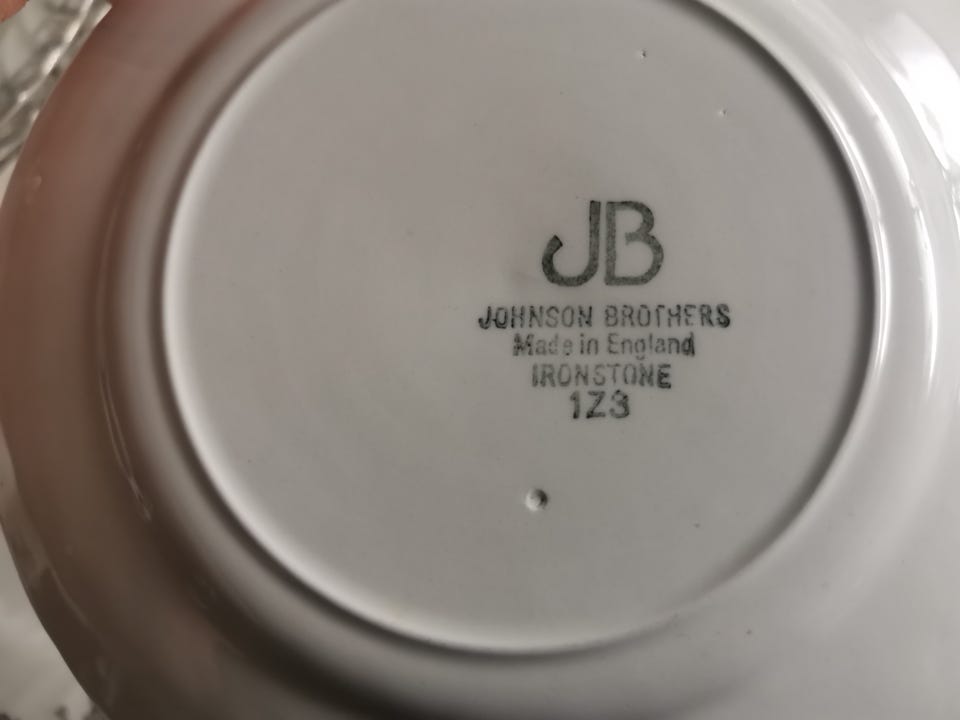 JB
JOHNSON BROTHERS
Made in England
IRONSTONE
1Z3